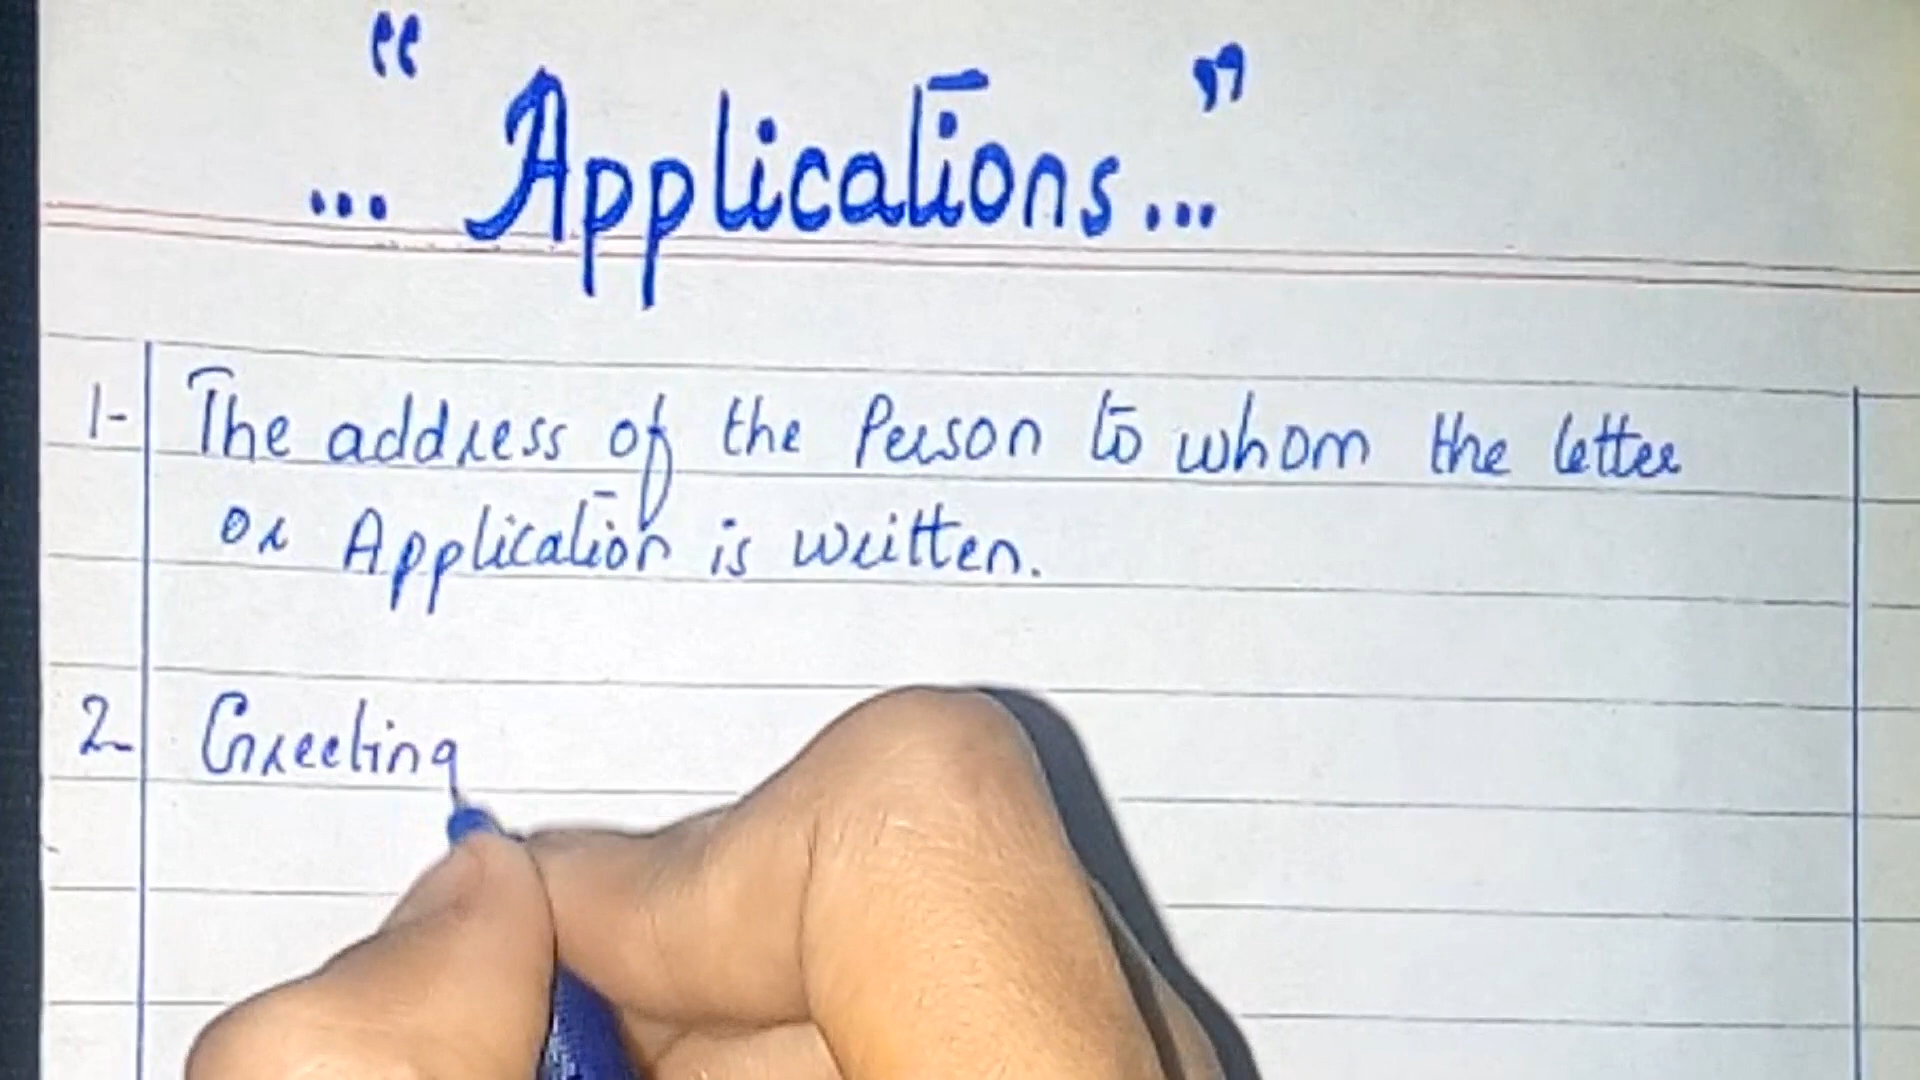 ... "Applications..."
1- The address of the Person to whom the letter
or Application is written.
2- Greeting